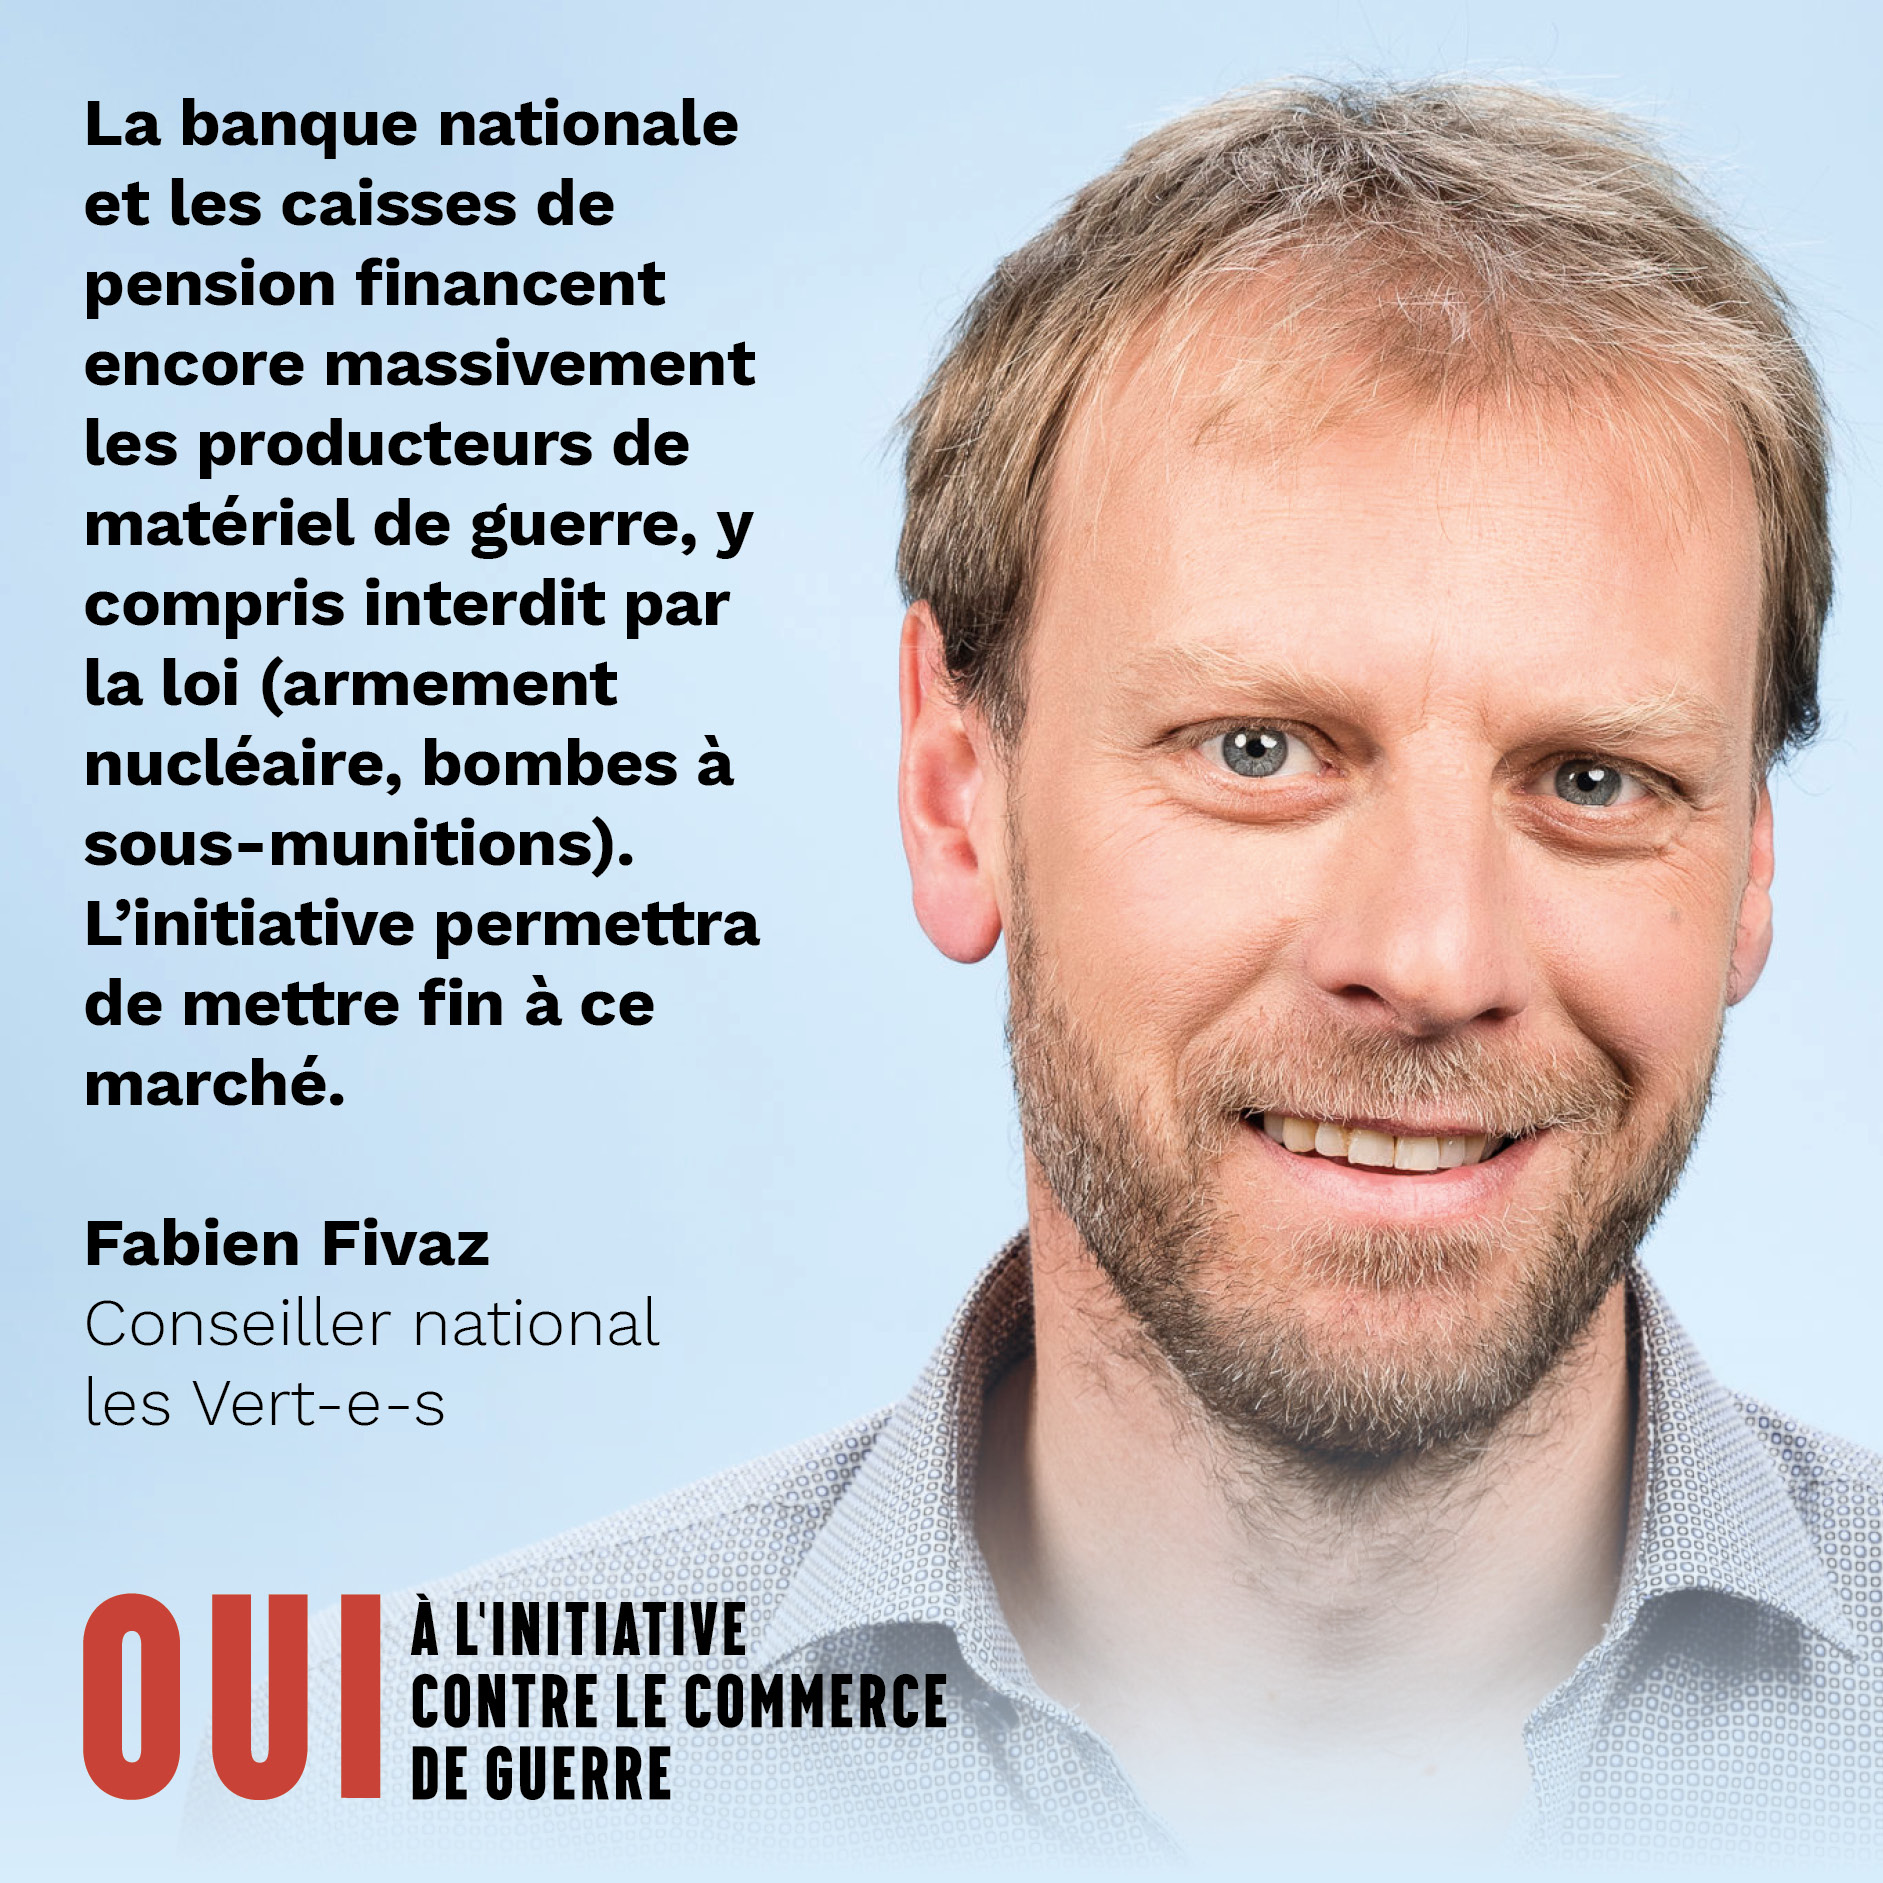 La banque nationale
et les caisses de
pension financent
encore massivement
les producteurs de
matériel de guerre, y
compris interdit par
la loi (armement
nucléaire, bombes à
sous-munitions).
L’initiative permettra
de mettre fin à ce
marché.
Fabien Fivaz
Conseiller national
les Vert-e-s
OUI
À L'INITIATIVE
CONTRE LE COMMERCE
DE GUERRE